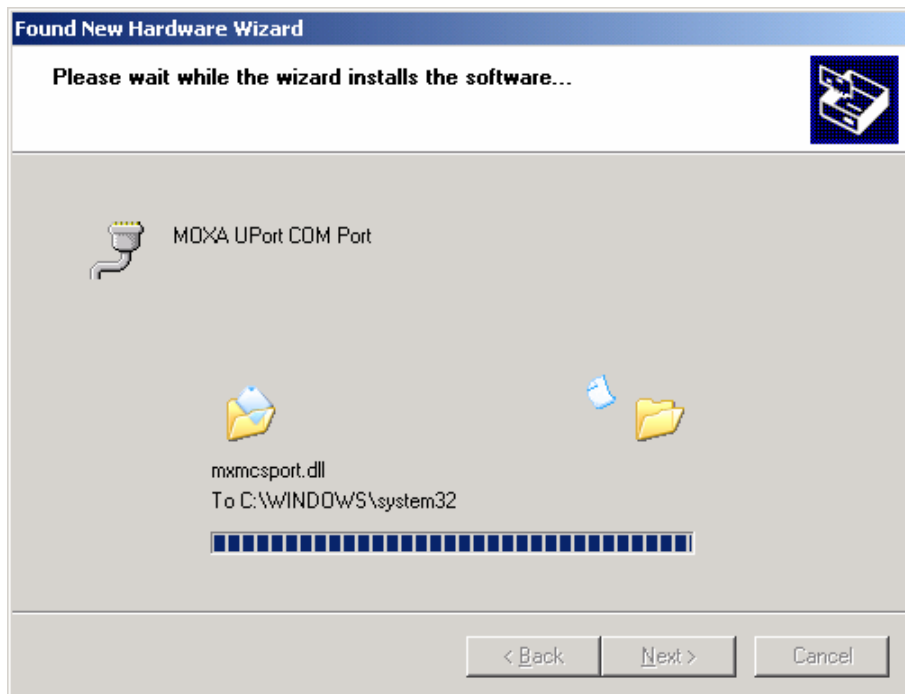 Found New Hardware Wizard
Please wait while the wizard installs the software...
MOXA UPort COM Port
mxmcsport.dll
To C:\WINDOWS\system32
< Back
Next >
Cancel